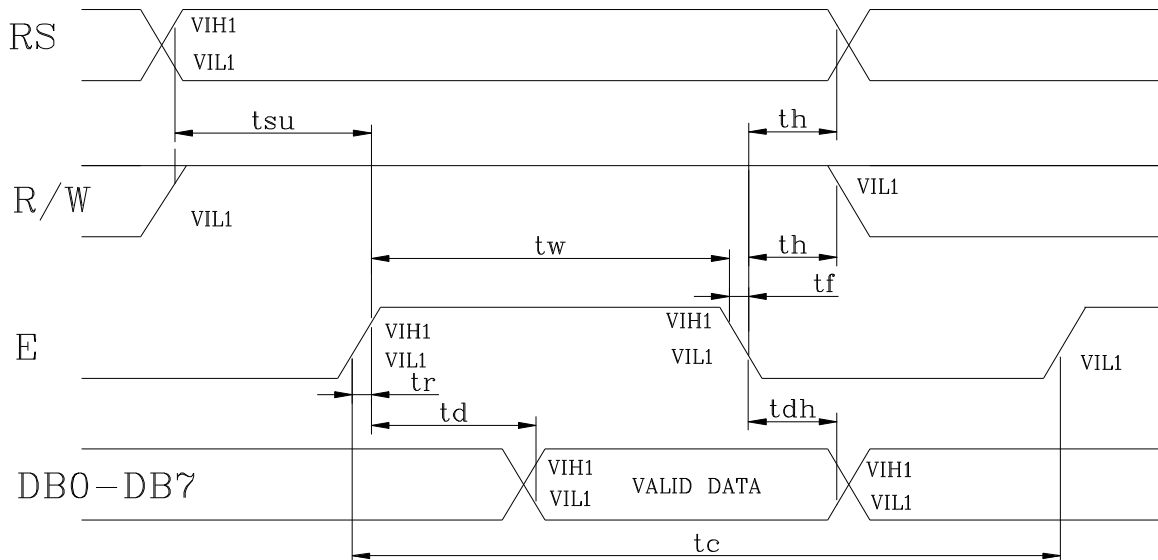 RS
VIH1
VIL1
tsu
th
R/W
VIL1
VIL1
tw
th
tf
E
VIH1
VIL1
VIH1
VIL1
VIL1
tr
td
tdh
DB0-DB7
VIH1
VIL1
VALID DATA
VIH1
VIL1
tc